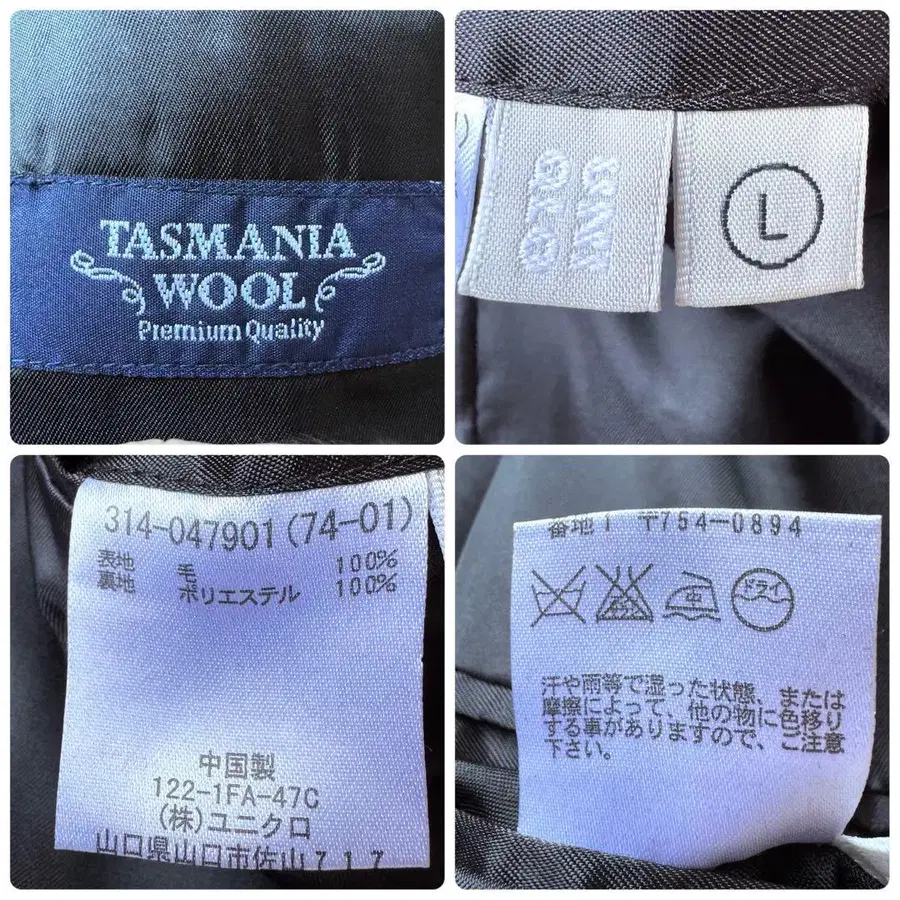 TASMANIA
WOOL
Premium Quality
L
314-047901(74-01)
表地 毛 100%
裏地 ポリエステル 100%
中国製
122-1FA-47C
(株)ユニクロ
山口県山口市佐山717
番地1 〒754-0894
中
ドライ
汗や雨等で湿った状態、または
摩擦によって、他の物に色移り
する事がありますので、ご注意
下さい。